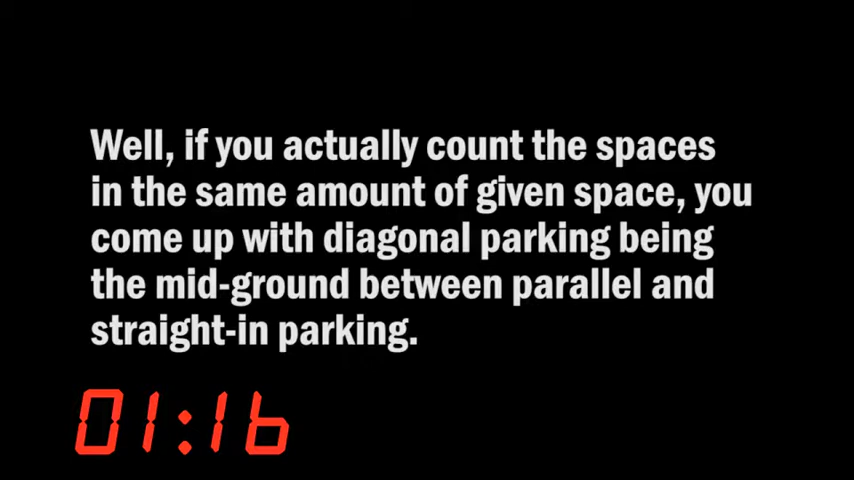 Well, if you actually count the spaces
in the same amount of given space, you
come up with diagonal parking being
the mid-ground between parallel and
straight-in parking.
01:16